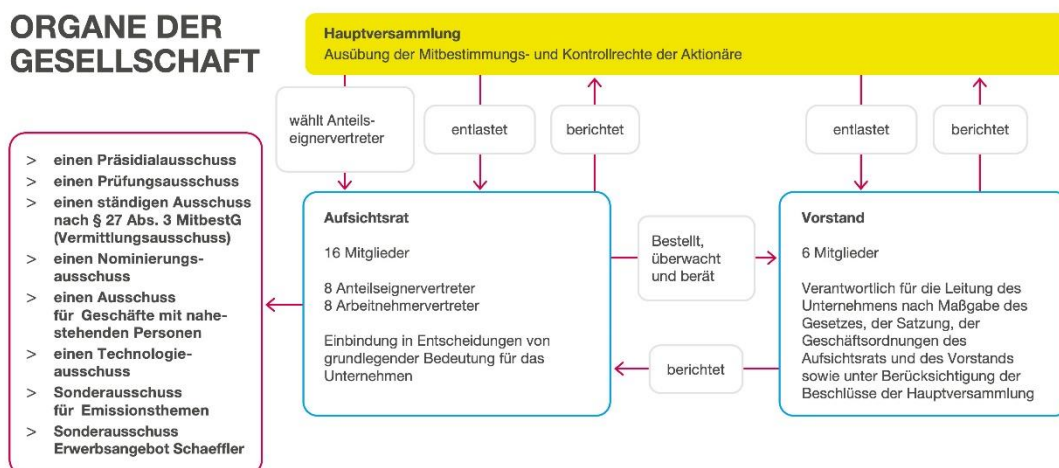 ORGANE DER
GESELLSCHAFT
Hauptversammlung
Ausübung der Mitbestimmungs- und Kontrollrechte der Aktionäre
wählt Anteils-
eignervertreter
entlastet
berichtet
entlastet
berichtet
> einen Präsidialausschuss
> einen Prüfungsausschuss
> einen ständigen Ausschuss
nach § 27 Abs. 3 MitbestG
(Vermittlungsausschuss)
> einen Nominierungs-
ausschuss
> einen Ausschuss
für Geschäfte mit nahe-
stehenden Personen
> einen Technologie-
ausschuss
> Sonderausschuss
für Emissionsthemen
> Sonderausschuss
Erwerbsangebot Schaeffler
Aufsichtsrat
16 Mitglieder
8 Anteilseignervertreter
8 Arbeitnehmervertreter
Einbindung in Entscheidungen von
grundlegender Bedeutung für das
Unternehmen
Bestellt,
überwacht
und berät
berichtet
Vorstand
6 Mitglieder
Verantwortlich für die Leitung des
Unternehmens nach Maßgabe des
Gesetzes, der Satzung, der
Geschäftsordnungen des
Aufsichtsrats und des Vorstands
sowie unter Berücksichtigung der
Beschlüsse der Hauptversammlung